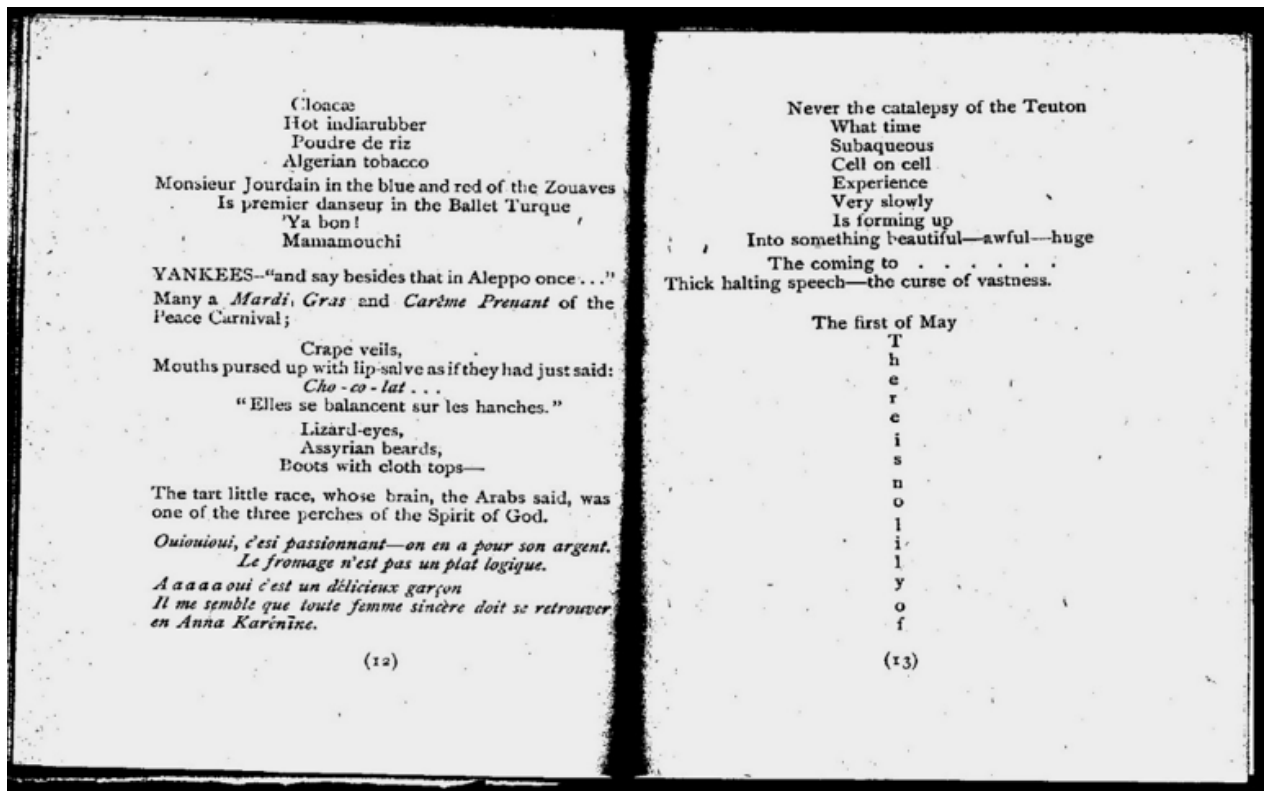 Cloacæ
Hot indiarubber
Poudre de riz
Algerian tobacco
Monsieur Jourdain in the blue and red of the Zouaves
Is premier danseur in the Ballet Turque
'Ya bon!
Mamamouchi
YANKEES—"and say besides that in Aleppo once . . ."
Many a Mardi Gras and Carême Prenant of the
Peace Carnival;
Crape veils,
Mouths pursed up with lip-salve as if they had just said:
Cho - co - lat . . .
"Elles se balancent sur les hanches."
Lizard-eyes,
Assyrian beards,
Boots with cloth tops—
The tart little race, whose brain, the Arabs said, was
one of the three perches of the Spirit of God.
Ouiouioui, c'esi passionnant—on en a pour son argent.
Le fromage n'est pas un plat logique.
A a a a a oui c'est un délicieux garçon
Il me semble que toute femme sincère doit se retrouver
en Anna Karénine.
(12)
Never the catalepsy of the Teuton
What time
Subaqueous
Cell on cell
Experience
Very slowly
Is forming up
Into something beautiful—awful—huge
The coming to . . . . . .
Thick halting speech—the curse of vastness.
The first of May
T
h
e
r
e
i
s
n
o
l
i
l
y
o
f
(13)